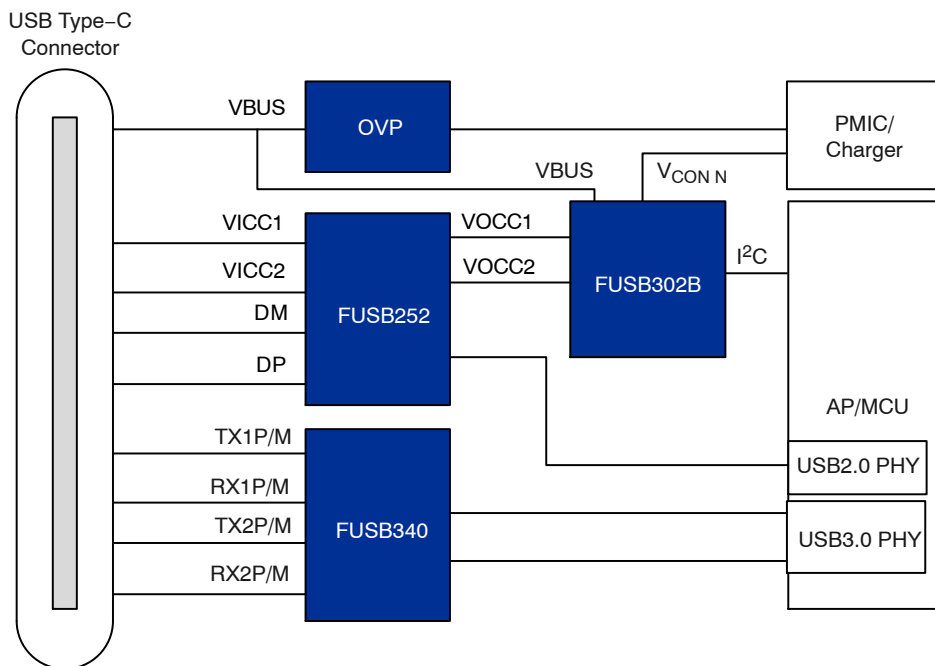 USB Type–C
Connector
VBUS
OVP
PMIC/
Charger
VBUS
VCON N
VICC1
VOCC1
VICC2
VOCC2
I²C
FUSB302B
DM
FUSB252
DP
AP/MCU
TX1P/M
USB2.0 PHY
RX1P/M
TX2P/M
FUSB340
USB3.0 PHY
RX2P/M